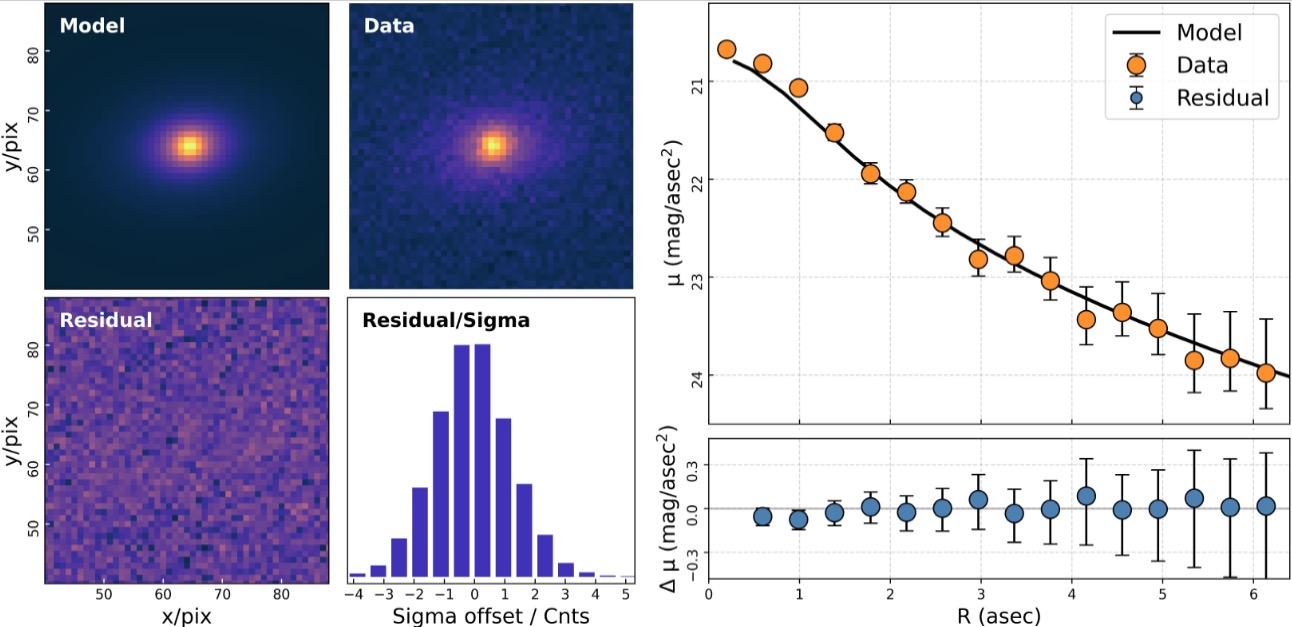 Model
Data
y/pix
80
70
60
50
Residual
Residual/Sigma
y/pix
80
70
60
50
50 60 70 80
x/pix
−4 −3 −2 −1 0 1 2 3 4 5
Sigma offset / Cnts
Model
Data
Residual
μ (mag/asec²)
21
22
23
24
Δ μ (mag/asec²)
0.3
0.0
−0.3
0 1 2 3 4 5 6
R (asec)